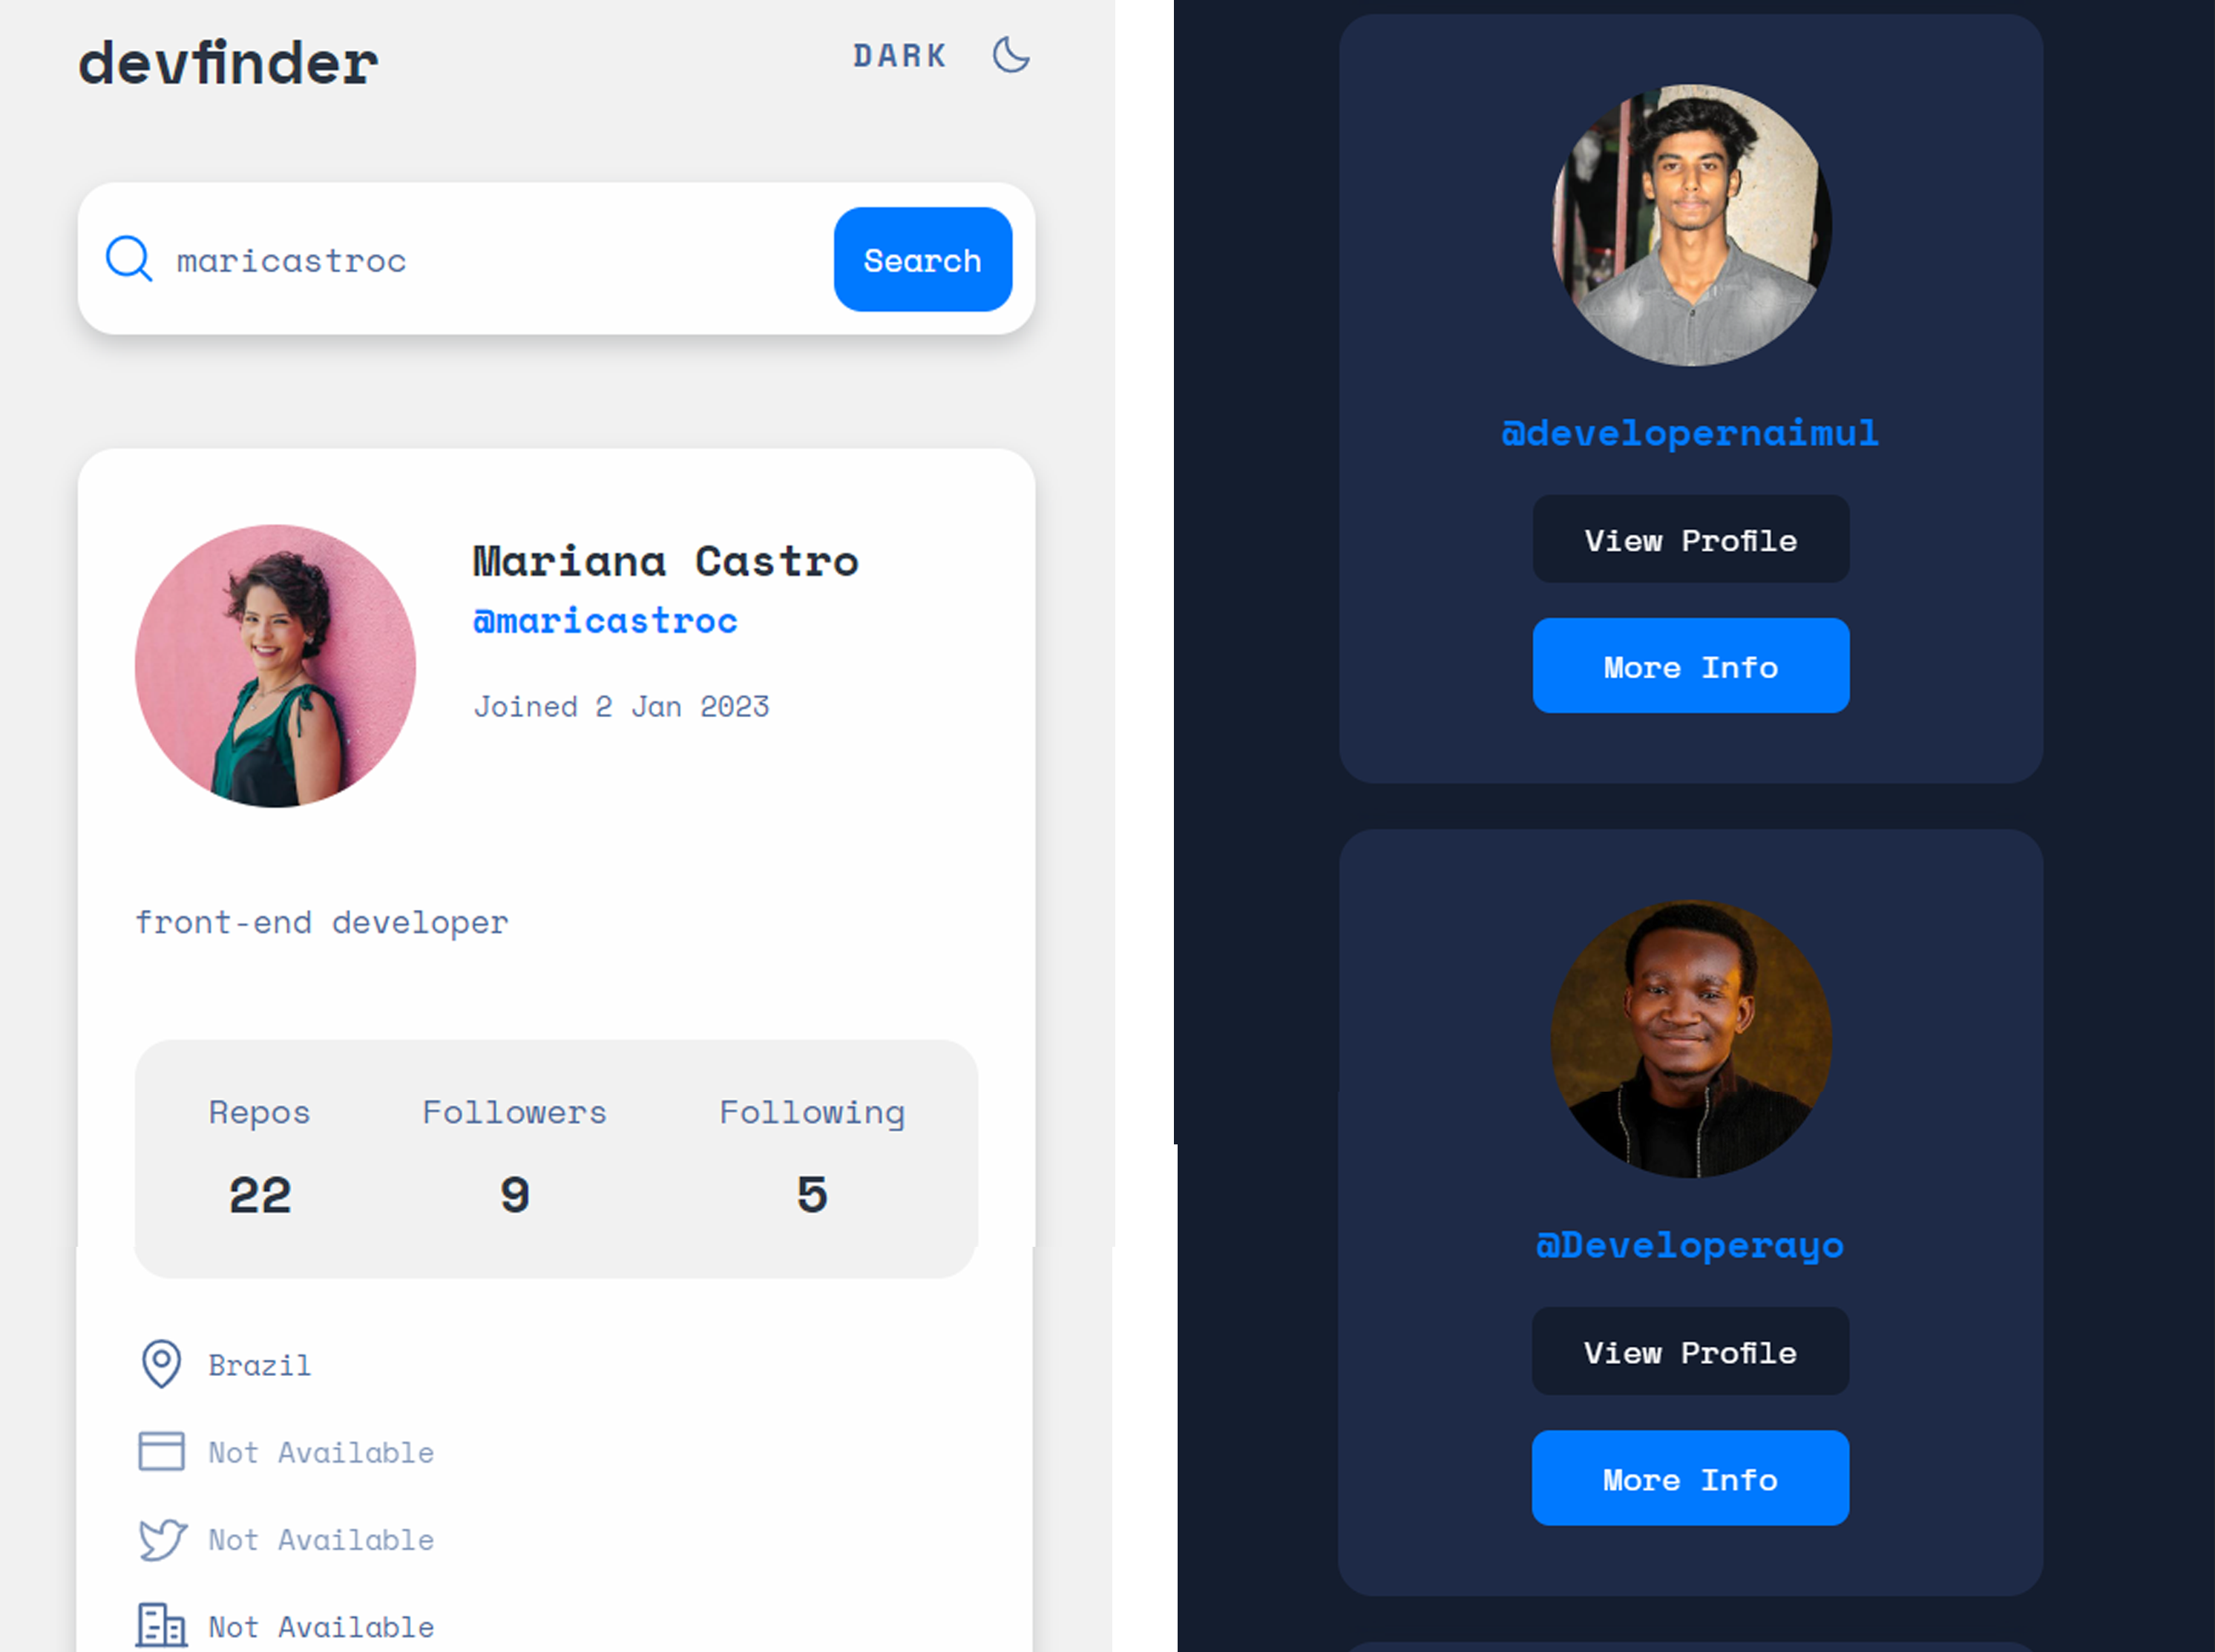 devfinder
DARK
maricastroc
Search
Mariana Castro
@maricastroc
Joined 2 Jan 2023
front-end developer
Repos Followers Following
22 9 5
Brazil
Not Available
Not Available
Not Available
@developernaimul
View Profile
More Info
@Developerayo
View Profile
More Info